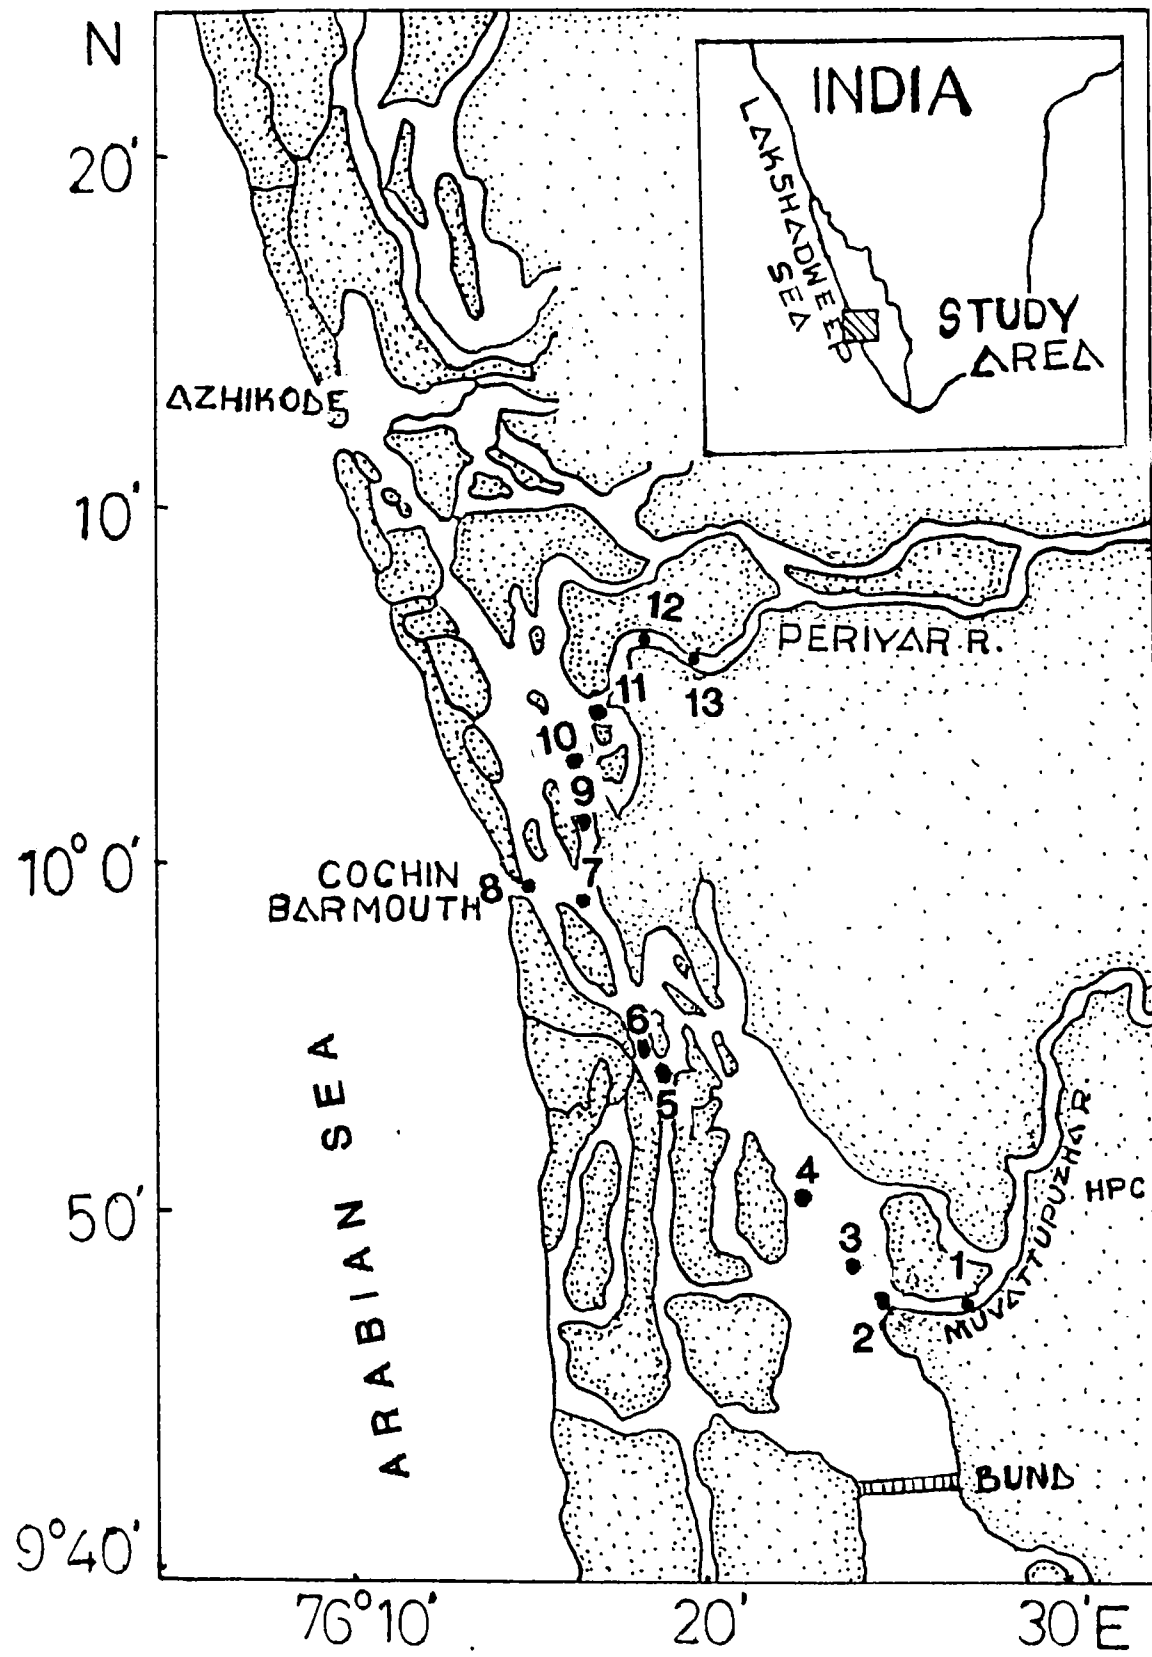 N
INDIA
LAKSHADWEEP
SEA
STUDY
AREA
20'
AZHIKODE
10'
12
PERIYAR R.
11
13
10
9
10° 0'
COCHIN
BARMOUTH
8
7
6
5
ARABIAN SEA
4
50'
HPC
3
1
MUVATTUPUZHA R.
2
BUND
9°40'
76°10'
20'
30'E